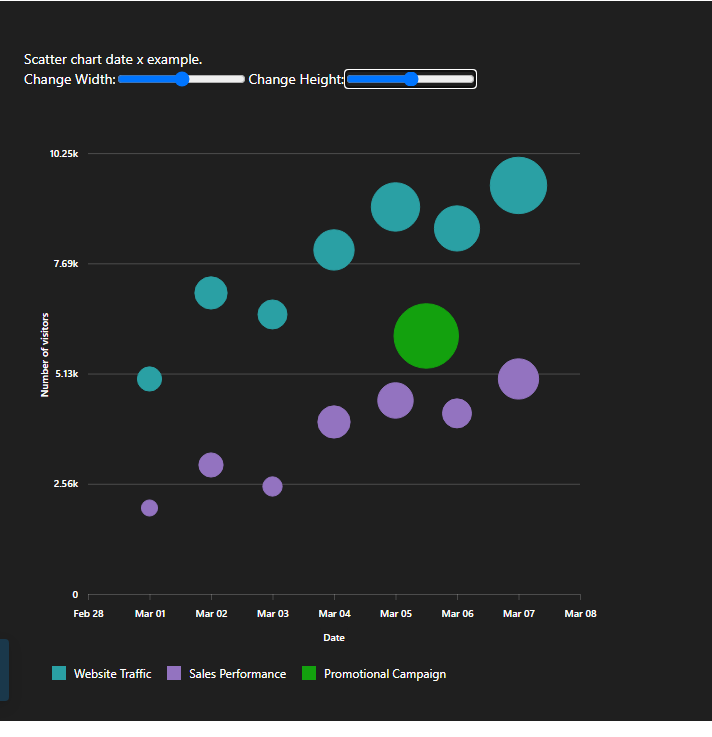 Scatter chart date x example.
Change Width: Change Height:
10.25k
7.69k
5.13k
2.56k
0
Number of visitors
Feb 28 Mar 01 Mar 02 Mar 03 Mar 04 Mar 05 Mar 06 Mar 07 Mar 08
Date
Website Traffic Sales Performance Promotional Campaign